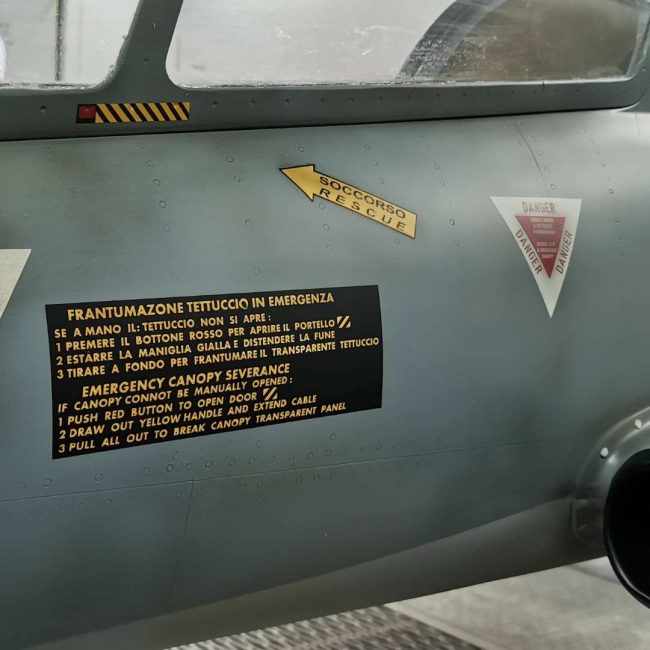 SOCCORSO
RESCUE
DANGER
DANGER
DANGER
FRANTUMAZONE TETTUCCIO IN EMERGENZA
SE A MANO IL: TETTUCCIO NON SI APRE :
1 PREMERE IL BOTTONE ROSSO PER APRIRE IL PORTELLO
2 ESTARRE LA MANIGLIA GIALLA E DISTENDERE LA FUNE
3 TIRARE A FONDO PER FRANTUMARE IL TRANSPARENTE TETTUCCIO
EMERGENCY CANOPY SEVERANCE
IF CANOPY CONNOT BE MANUALLY OPENED :
1 PUSH RED BUTTON TO OPEN DOOR
2 DRAW OUT YELLOW HANDLE AND EXTEND CABLE
3 PULL ALL OUT TO BREAK CANOPY TRANSPARENT PANEL